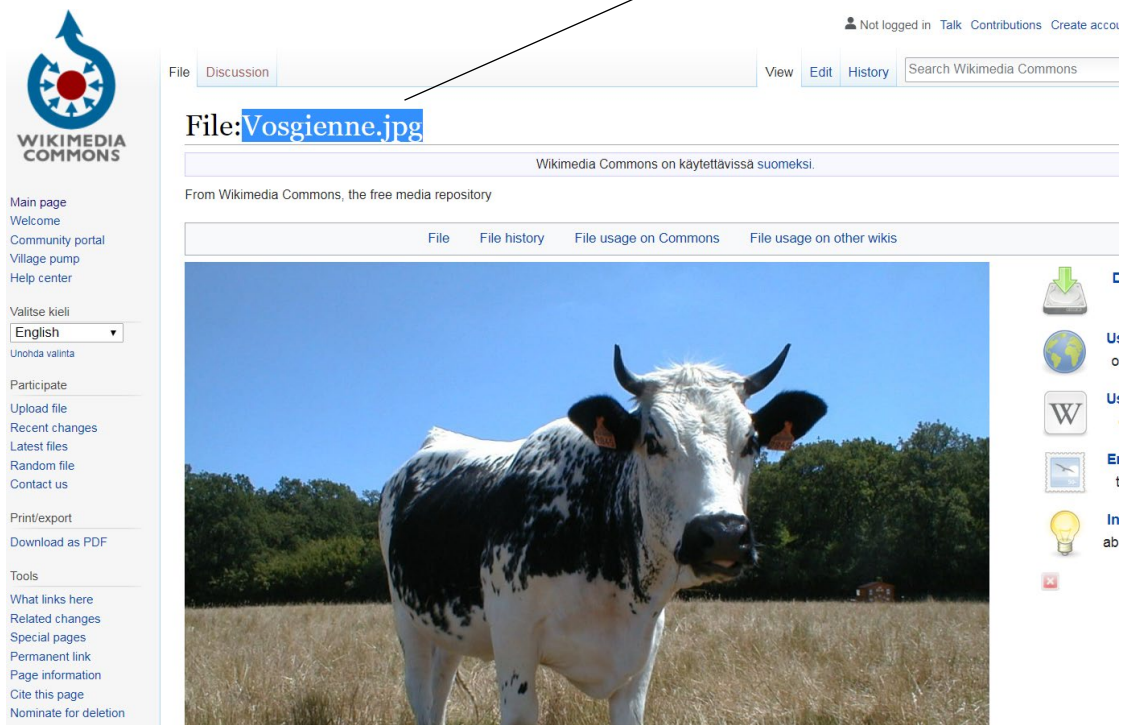 Not logged in Talk Contributions Create accou
File Discussion View Edit History Search Wikimedia Commons
WIKIMEDIA
COMMONS
File:Vosgienne.jpg
Wikimedia Commons on käytettävissä suomeksi.
From Wikimedia Commons, the free media repository
File File history File usage on Commons File usage on other wikis
Main page
Welcome
Community portal
Village pump
Help center
Valitse kieli
English
Unohda valinta
Participate
Upload file
Recent changes
Latest files
Random file
Contact us
Print/export
Download as PDF
Tools
What links here
Related changes
Special pages
Permanent link
Page information
Cite this page
Nominate for deletion
W